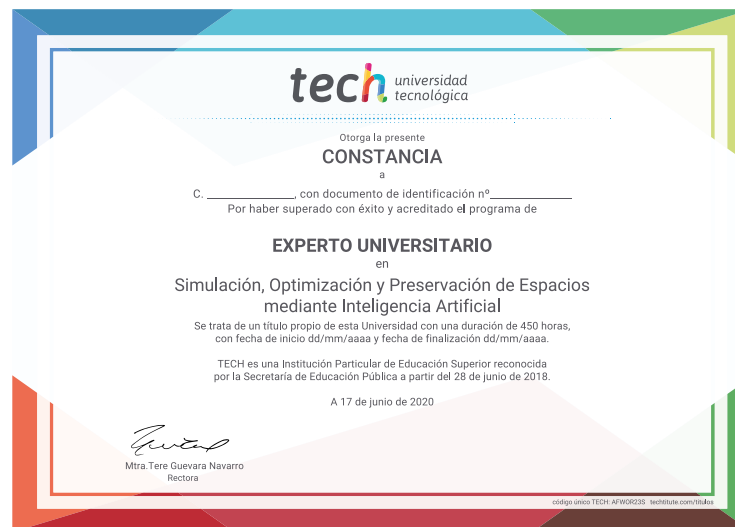 tech universidad
tecnológica
Otorga la presente
CONSTANCIA
a
C. ______________, con documento de identificación nº______________
Por haber superado con éxito y acreditado el programa de
EXPERTO UNIVERSITARIO
en
Simulación, Optimización y Preservación de Espacios
mediante Inteligencia Artificial
Se trata de un título propio de esta Universidad con una duración de 450 horas,
con fecha de inicio dd/mm/aaaa y fecha de finalización dd/mm/aaaa.
TECH es una Institución Particular de Educación Superior reconocida
por la Secretaría de Educación Pública a partir del 28 de junio de 2018.
A 17 de junio de 2020
Mtra.Tere Guevara Navarro
Rectora
código único TECH: AFWOR23S techtitute.com/titulos